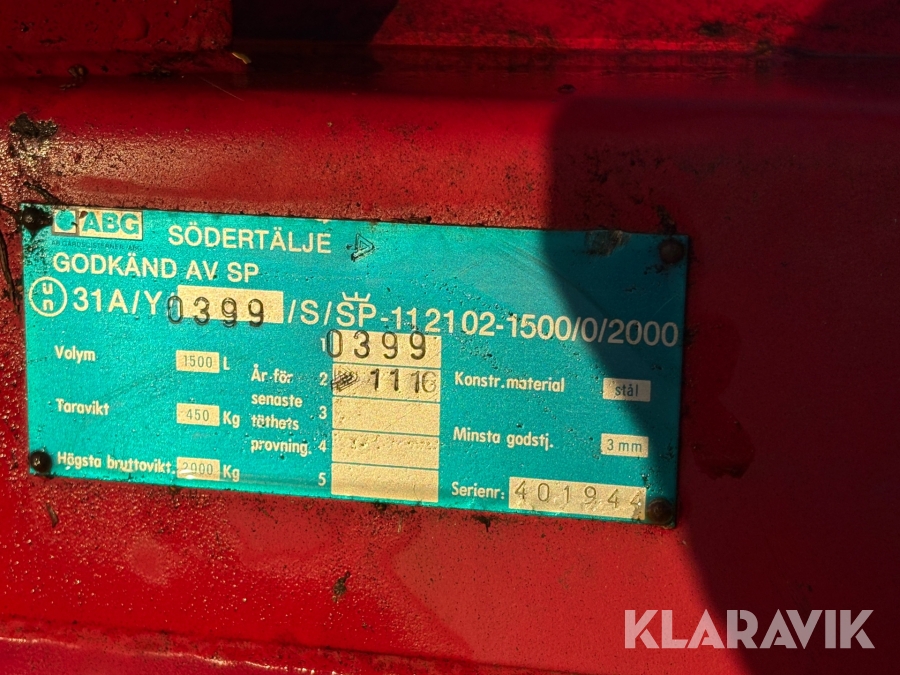 ABG
SÖDERTÄLJE
GODKÄND AV SP
un 31A/Y 0399 /S/SP-112102-1500/0/2000
Volym 1500 L
Taravikt 450 Kg
Högsta bruttovikt. 2000 Kg
År för senaste täthets provning.
1 0399
2
3
4
5
Konstr.material stål
Minsta godstj. 3 mm
Serienr: 401944
KLARAVIK